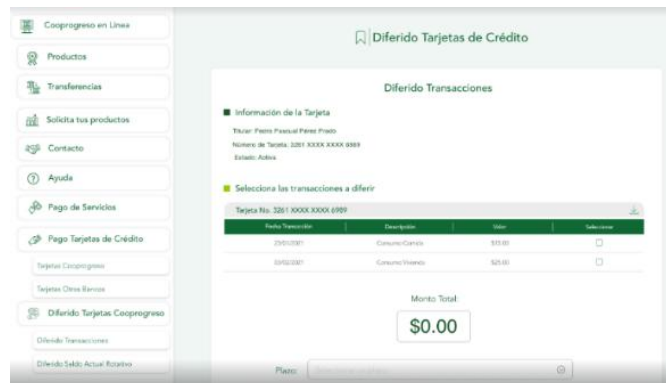 Cooprogreso en Línea
Productos
Transferencias
Solicita tus productos
Contacto
Ayuda
Pago de Servicios
Pago Tarjetas de Crédito
Tarjetas Cooprogreso
Tarjetas Otros Bancos
Diferido Tarjetas Cooprogreso
Diferido Transacciones
Diferido Saldo Actual Rotativo
Diferido Tarjetas de Crédito
Diferido Transacciones
Información de la Tarjeta
Titular: Pedro Pascual Pérez Prado
Número de Tarjeta: 3261 XXXX XXXX 6989
Estado: Activa
Selecciona las transacciones a diferir
Tarjeta No. 3261 XXXX XXXX 6989
Fecha Transacción Descripción Valor Seleccionar
Consumo Comida
Consumo Vivienda $25.00
Monto Total:
$0.00
Plazo: